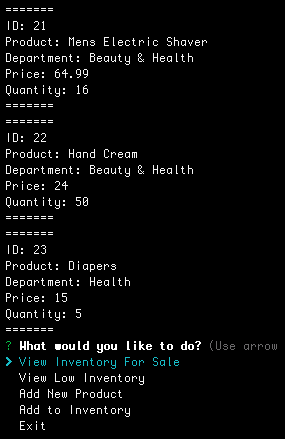 =======
ID: 21
Product: Mens Electric Shaver
Department: Beauty & Health
Price: 64.99
Quantity: 16
=======
=======
ID: 22
Product: Hand Cream
Department: Beauty & Health
Price: 24
Quantity: 50
=======
=======
ID: 23
Product: Diapers
Department: Health
Price: 15
Quantity: 5
=======
? What would you like to do? (Use arrow
❯ View Inventory For Sale
View Low Inventory
Add New Product
Add to Inventory
Exit